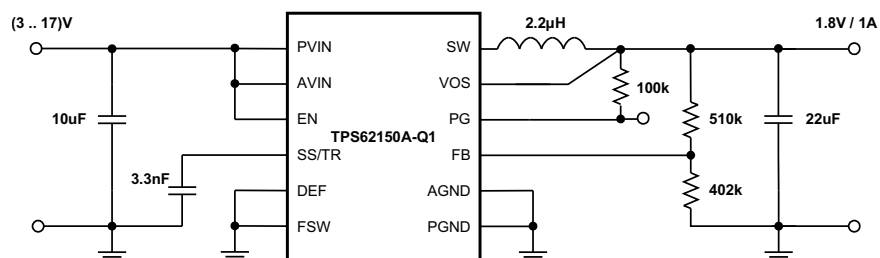 (3 .. 17)V
2.2µH
1.8V / 1A
PVIN
SW
AVIN
VOS
100k
10uF
EN
PG
510k
22uF
TPS62150A-Q1
SS/TR
FB
3.3nF
DEF
AGND
402k
FSW
PGND